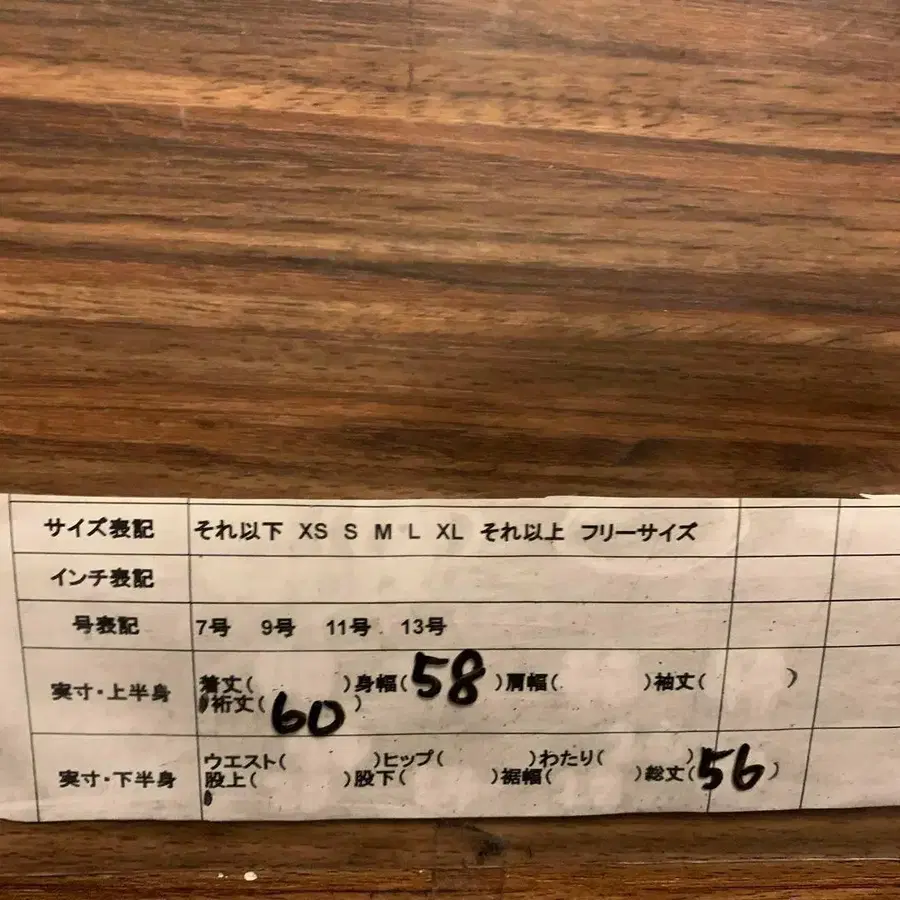 サイズ表記 それ以下 XS S M L XL それ以上 フリーサイズ
インチ表記
号表記 7号 9号 11号 13号
実寸・上半身 着丈( )身幅(58)肩幅( )袖丈( )
裄丈(60)
実寸・下半身 ウエスト( )ヒップ( )わたり( )
股上( )股下( )裾幅( )総丈(56)